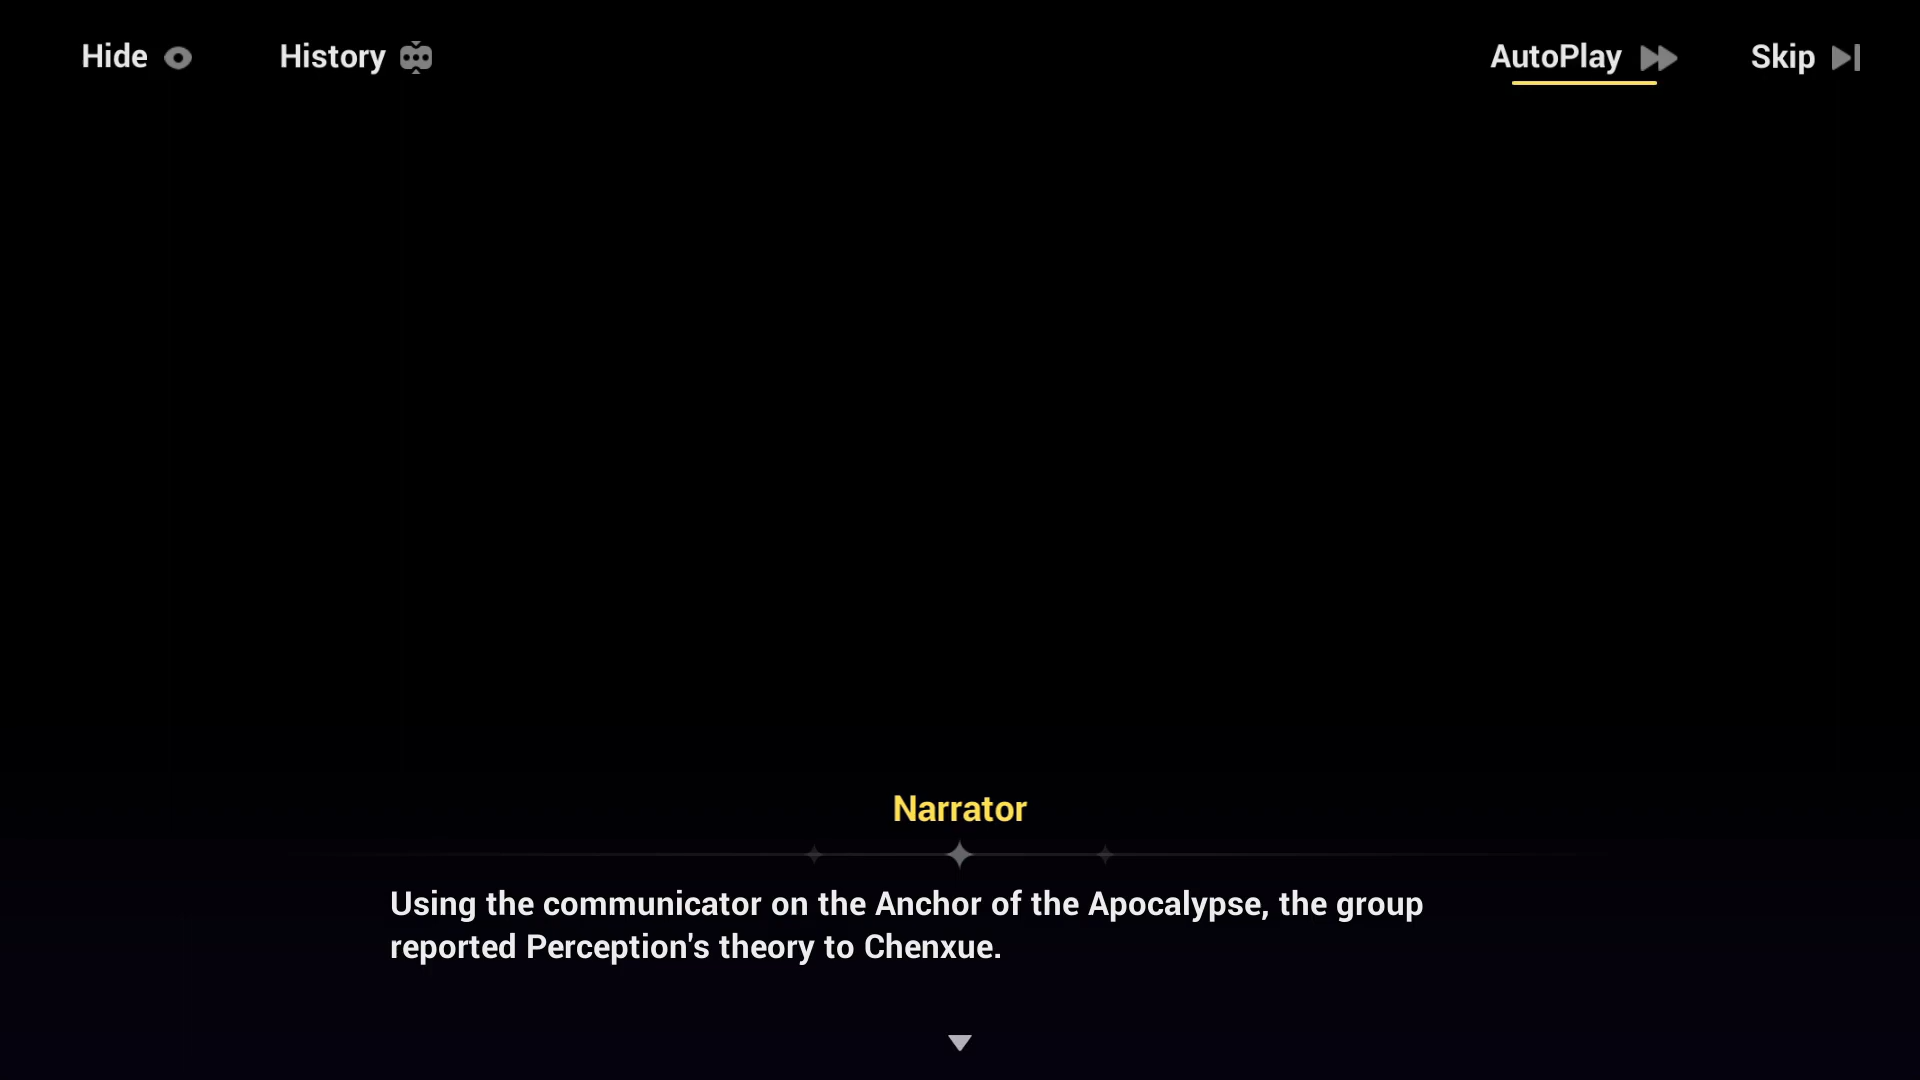 Hide
History
AutoPlay
Skip
Narrator
Using the communicator on the Anchor of the Apocalypse, the group
reported Perception's theory to Chenxue.